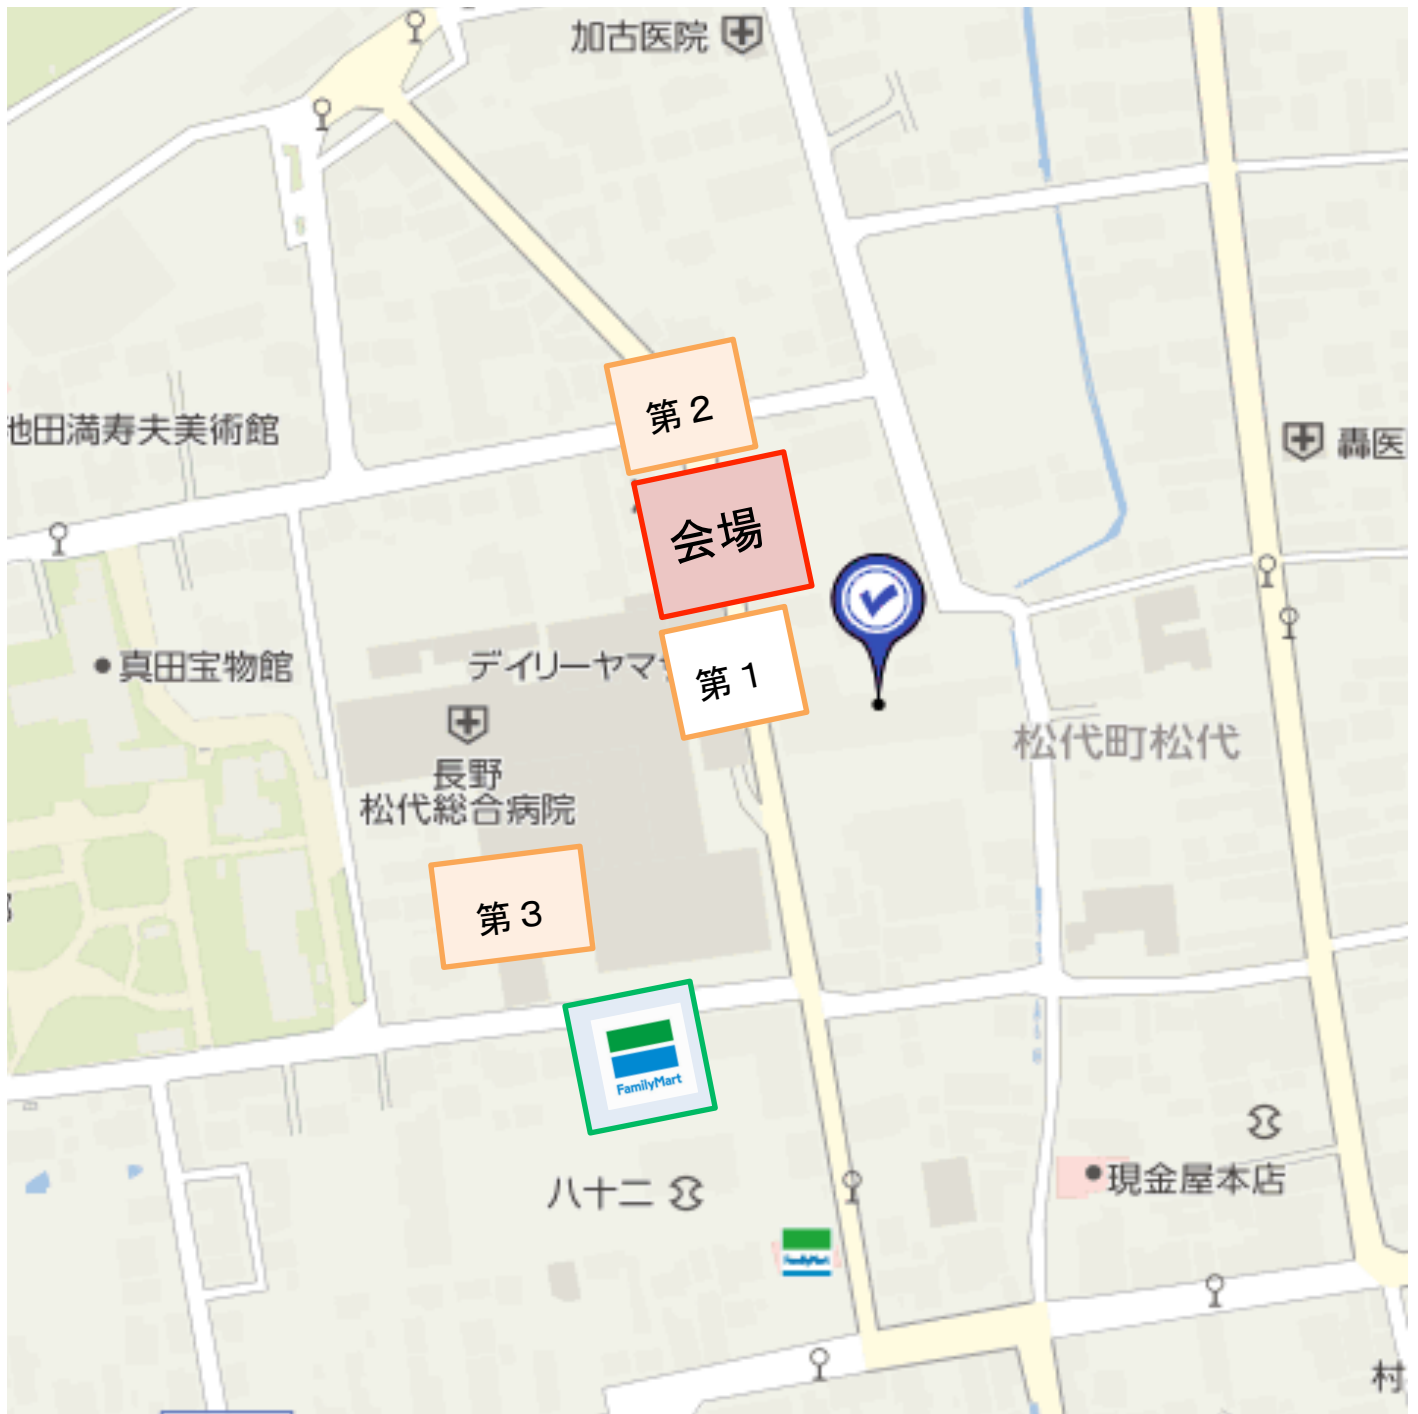 加古医院
第2
池田満寿夫美術館
轟医
会場
真田宝物館
デイリーヤマ
第1
松代町松代
長野
松代総合病院
第3
FamilyMart
八十二
現金屋本店
FamilyMart
村